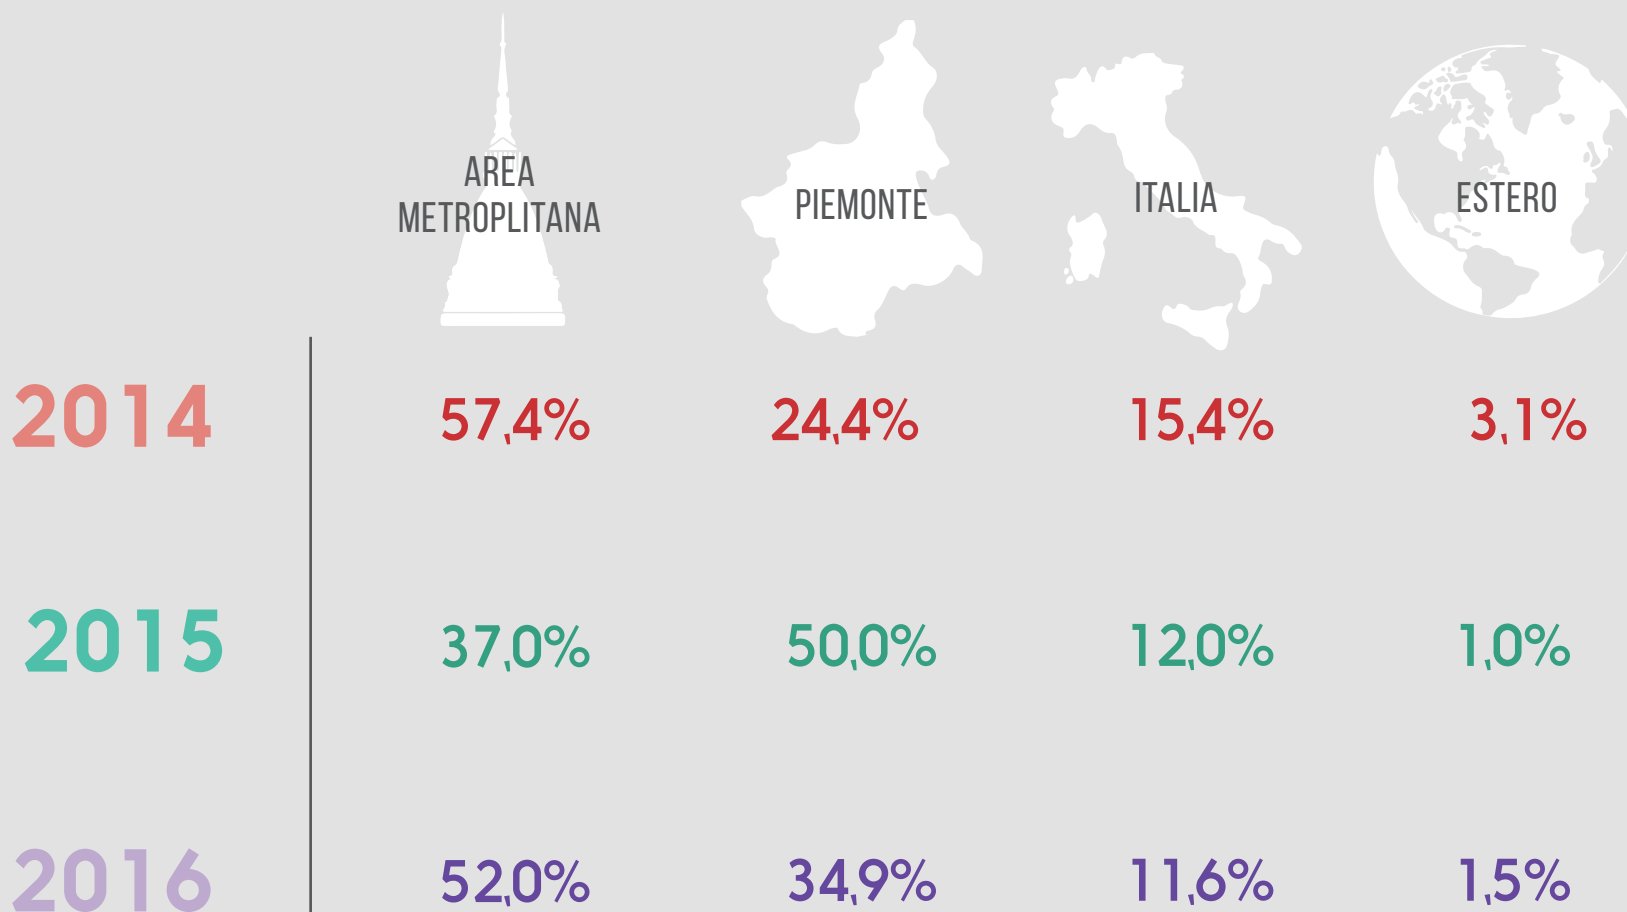 AREA
METROPLITANA
PIEMONTE
ITALIA
ESTERO
2014 57,4% 24,4% 15,4% 3,1%
2015 37,0% 50,0% 12,0% 1,0%
2016 52,0% 34,9% 11,6% 1,5%